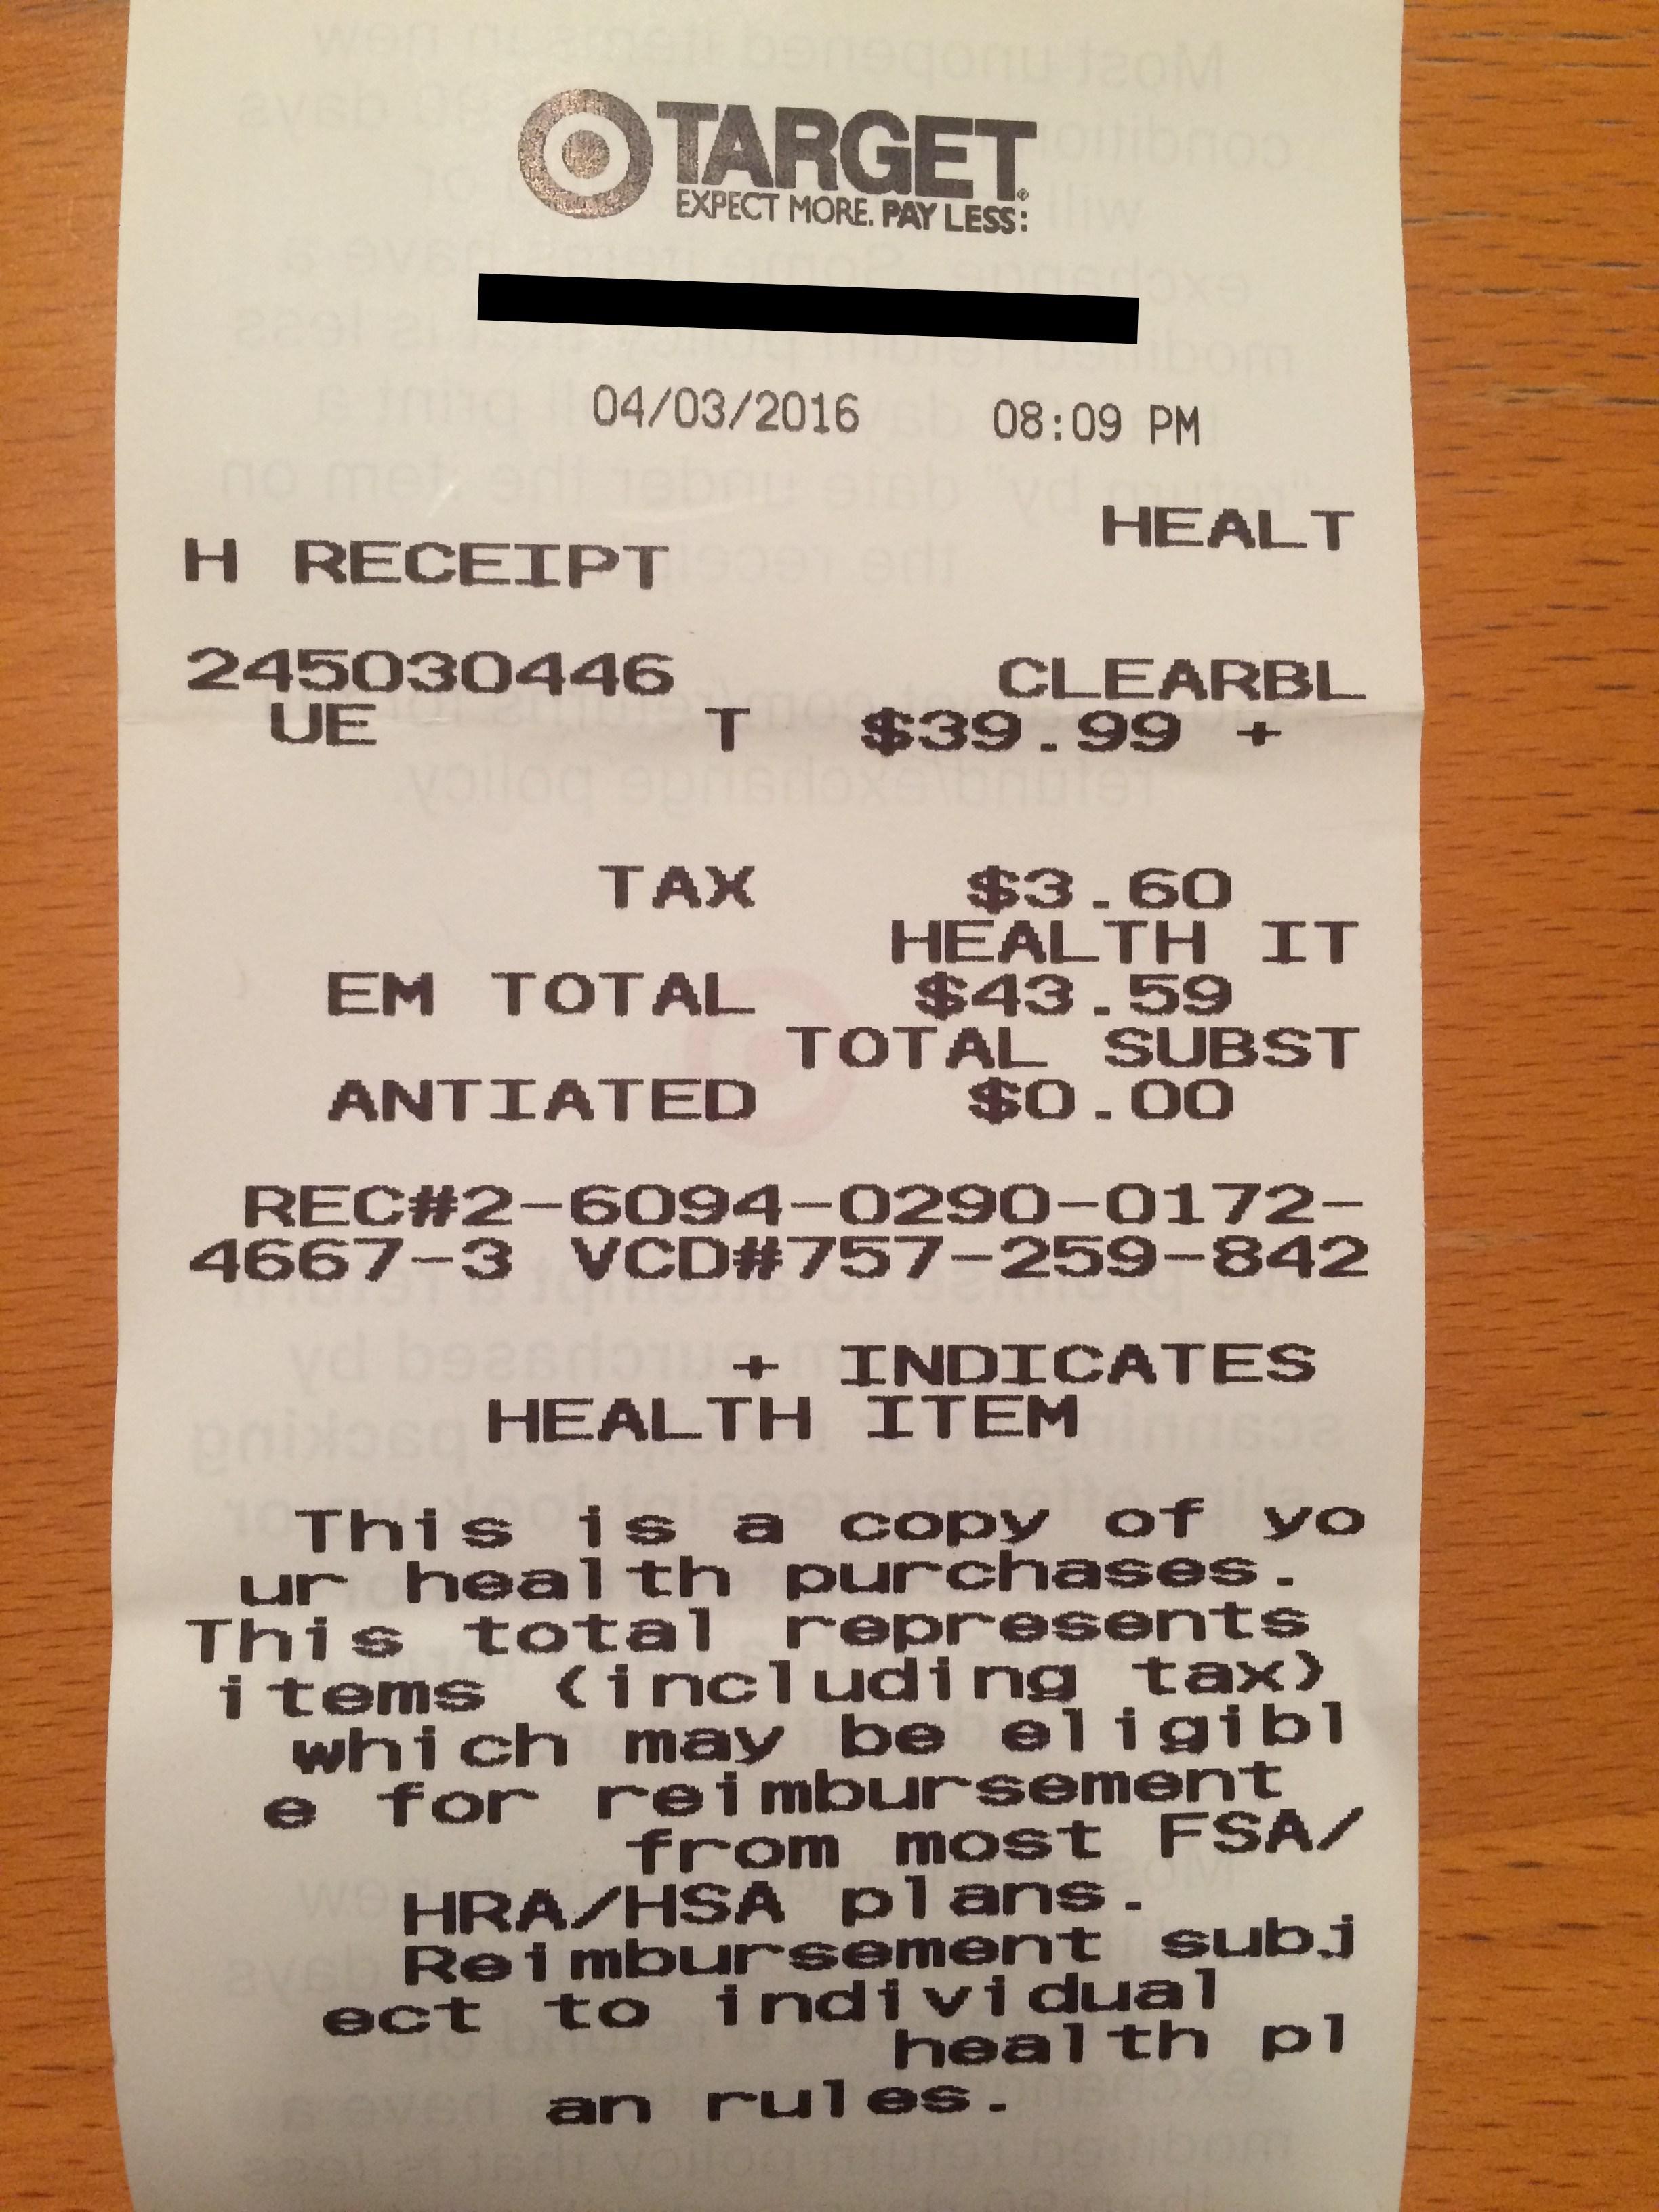 TARGET
EXPECT MORE. PAY LESS.
04/03/2016 08:09 PM
HEALT
H RECEIPT
245030446 CLEARBL
UE T $39.99 +
TAX $3.60
HEALTH IT
EM TOTAL $43.59
TOTAL SUBST
ANTIATED $0.00
REC#2-6094-0290-0172-
4667-3 VCD#757-259-842
+ INDICATES
HEALTH ITEM
This is a copy of yo
ur health purchases.
This total represents
items (including tax)
which may be eligibl
e for reimbursement
from most FSA/
HRA/HSA plans.
Reimbursement subj
ect to individual
health pl
an rules.